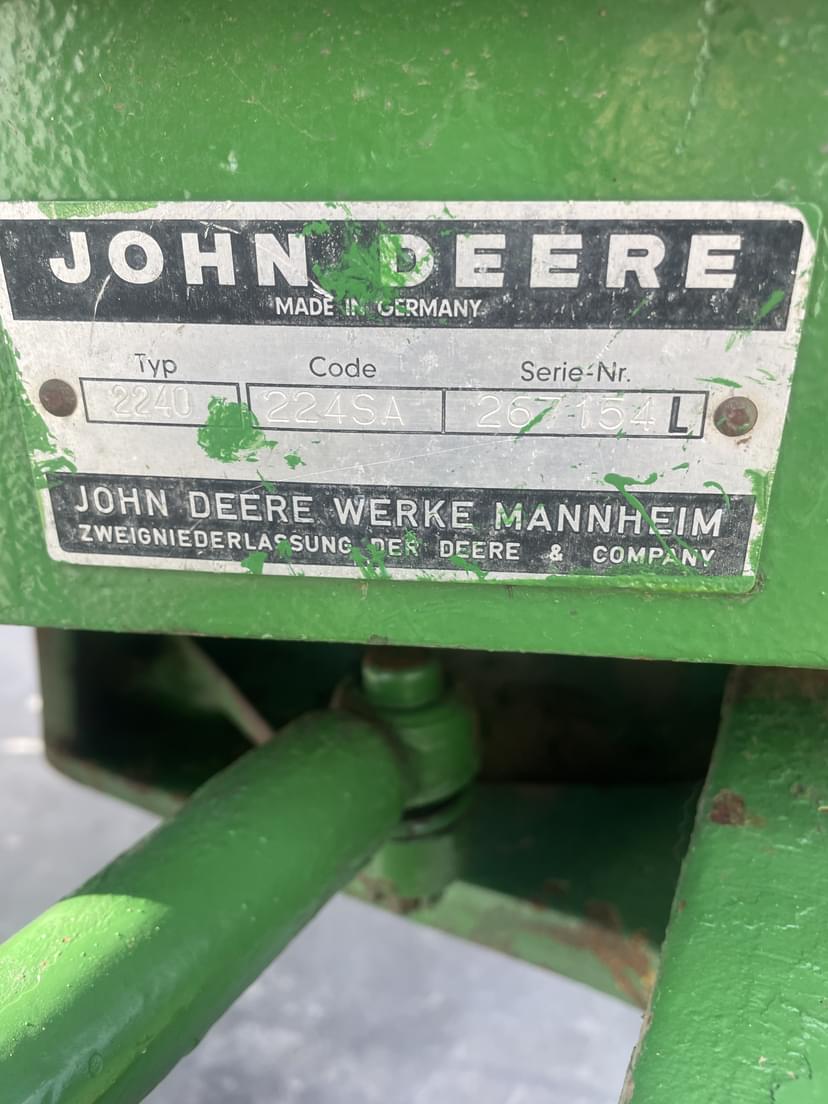 JOHN DEERE
MADE IN GERMANY
Typ Code Serie-Nr.
2240 224SA 267154 L
JOHN DEERE WERKE MANNHEIM
ZWEIGNIEDERLASSUNG DER DEERE & COMPANY